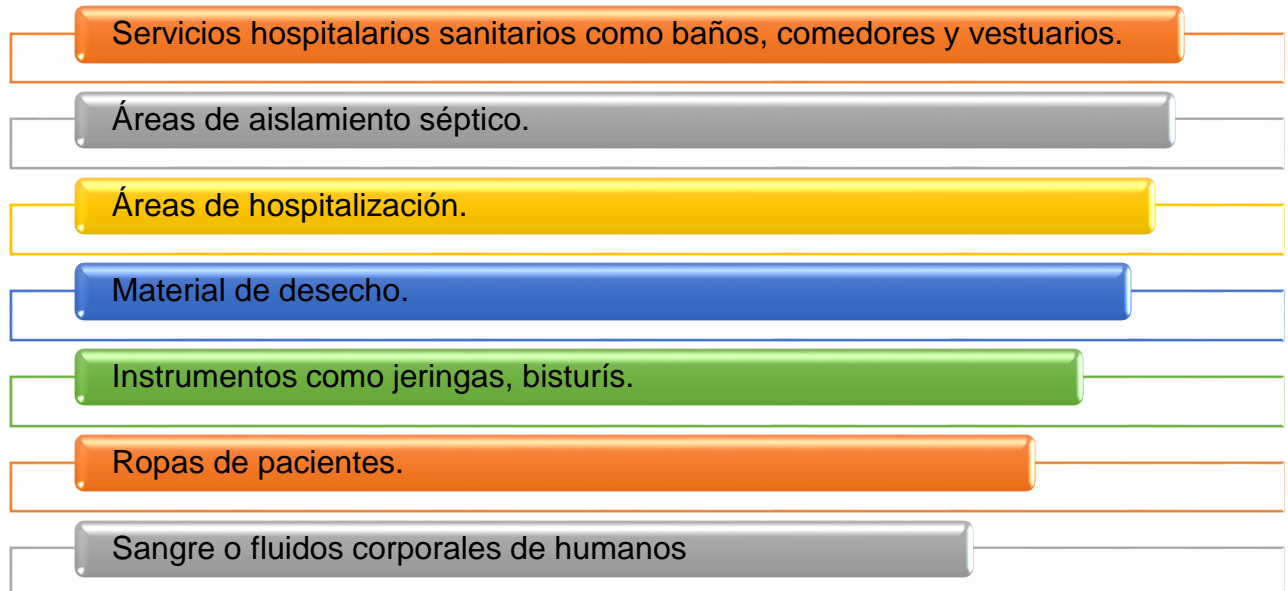 Servicios hospitalarios sanitarios como baños, comedores y vestuarios.
Áreas de aislamiento séptico.
Áreas de hospitalización.
Material de desecho.
Instrumentos como jeringas, bisturís.
Ropas de pacientes.
Sangre o fluidos corporales de humanos